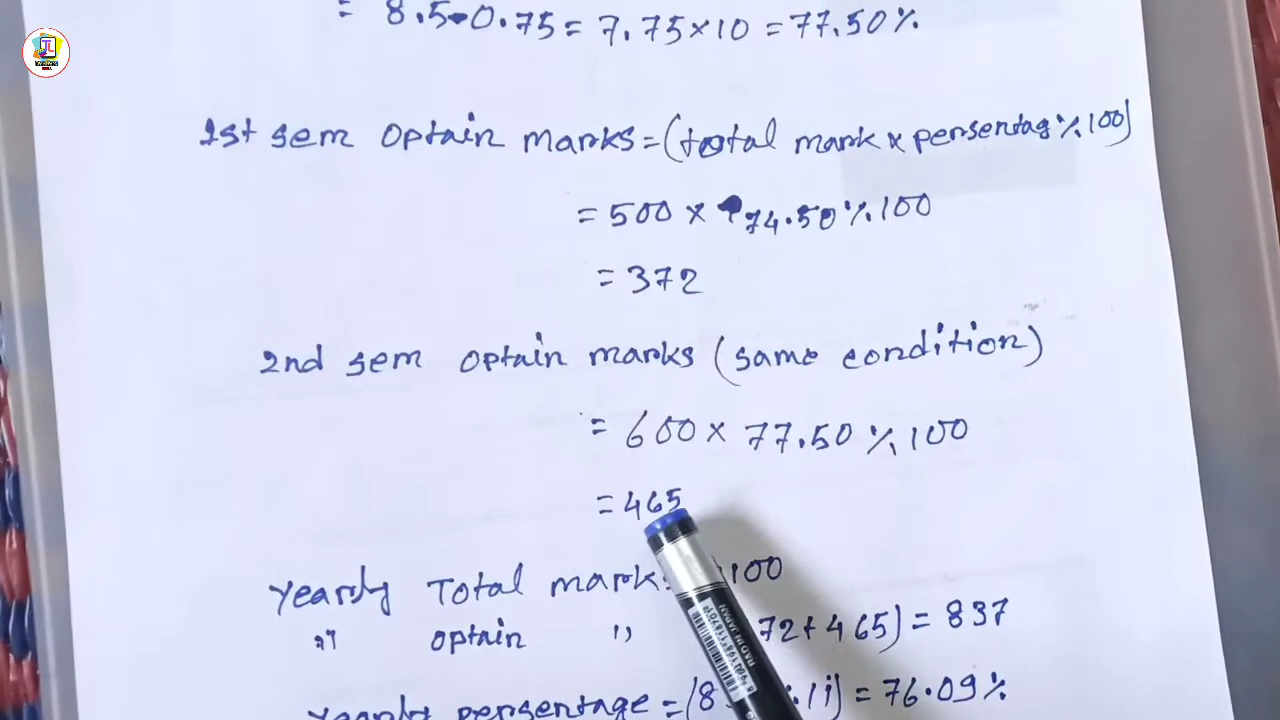 = 8.5-0.75 = 7.75×10 = 77.50%
1st sem optain marks = (total mark × persentag % 100)
= 500 × 74.50 % 100
= 372
2nd sem optain marks (same condition)
= 600 × 77.50 % 100
= 465
Yearly Total marks 100
optain 72+465) = 837
Yearly persentage = (8 % 11) = 76.09%